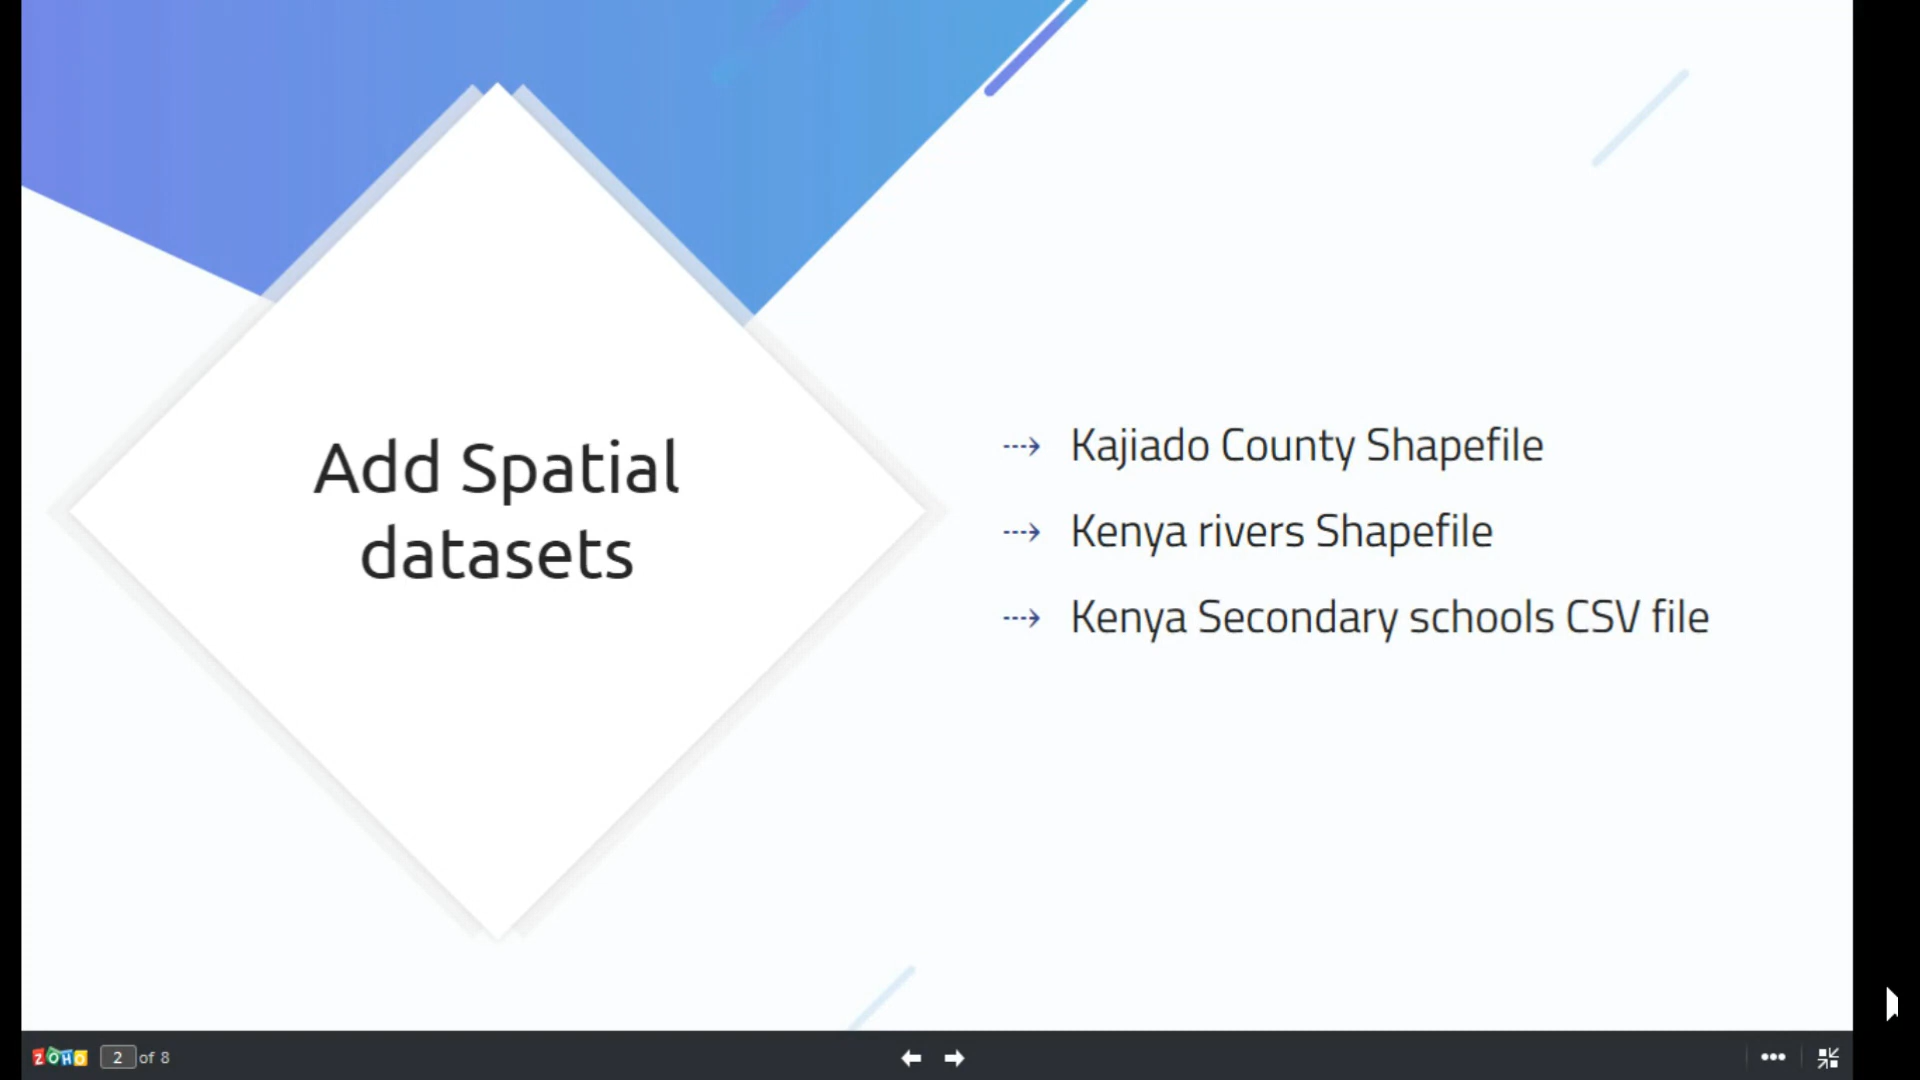 Add Spatial
datasets
Kajiado County Shapefile
Kenya rivers Shapefile
Kenya Secondary schools CSV file
ZOHO 2 of 8